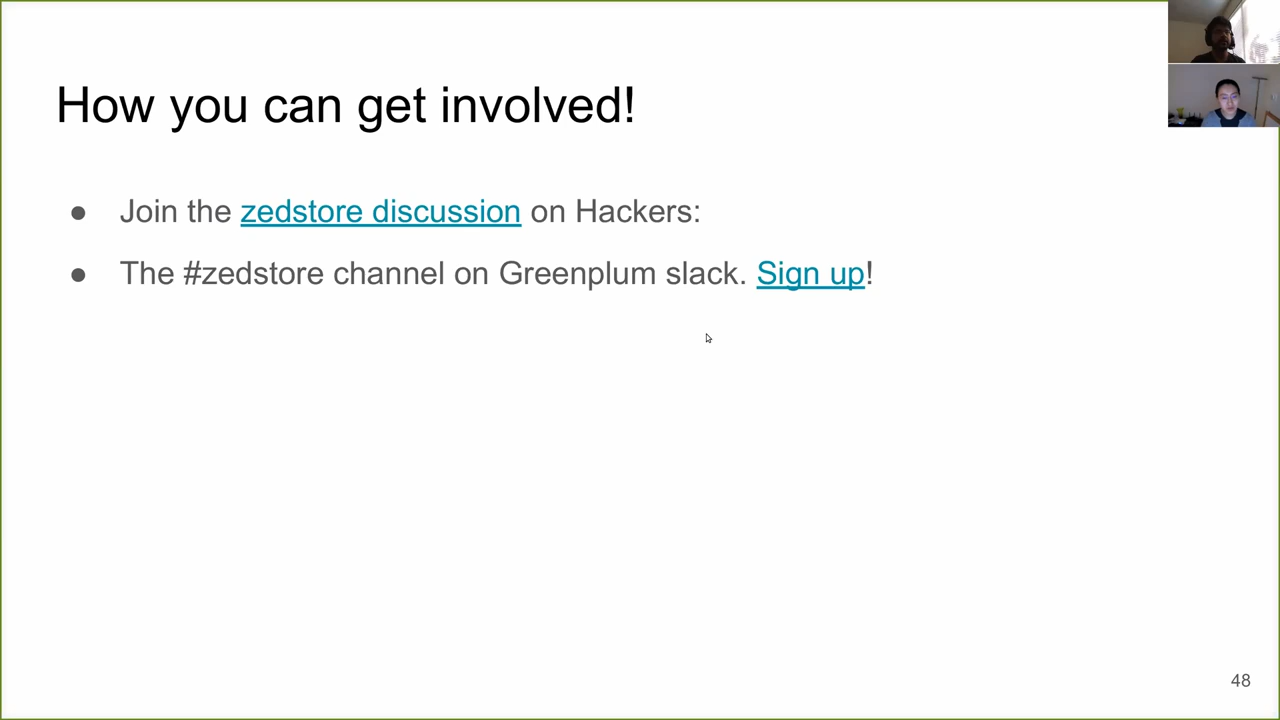 How you can get involved!
● Join the zedstore discussion on Hackers:
● The #zedstore channel on Greenplum slack. Sign up!
48